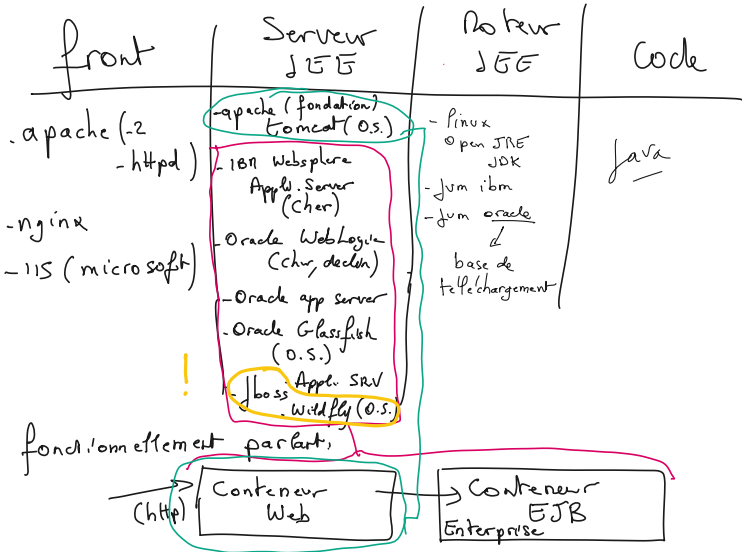 front
.apache (-2
-httpd)
-nginx
-IIS (microsoft)
Serveur
JEE
-apache (fondation)
tomcat (O.S.)
-IBM Websphere
Appli. Server
(cher)
-Oracle WebLogic
(cher, declin)
-Oracle app server
-Oracle Glassfish
(O.S.)
!
-Jboss - Appli. SRV
- Wildfly (O.S.)
Moteur
JEE
- linux
Open JRE
JDK
- Jvm ibm
- Jvm oracle
base de
téléchargement
Code
Java
fonctionnellement parlant,
(http)
Conteneur
Web
Conteneur
EJB
Enterprise